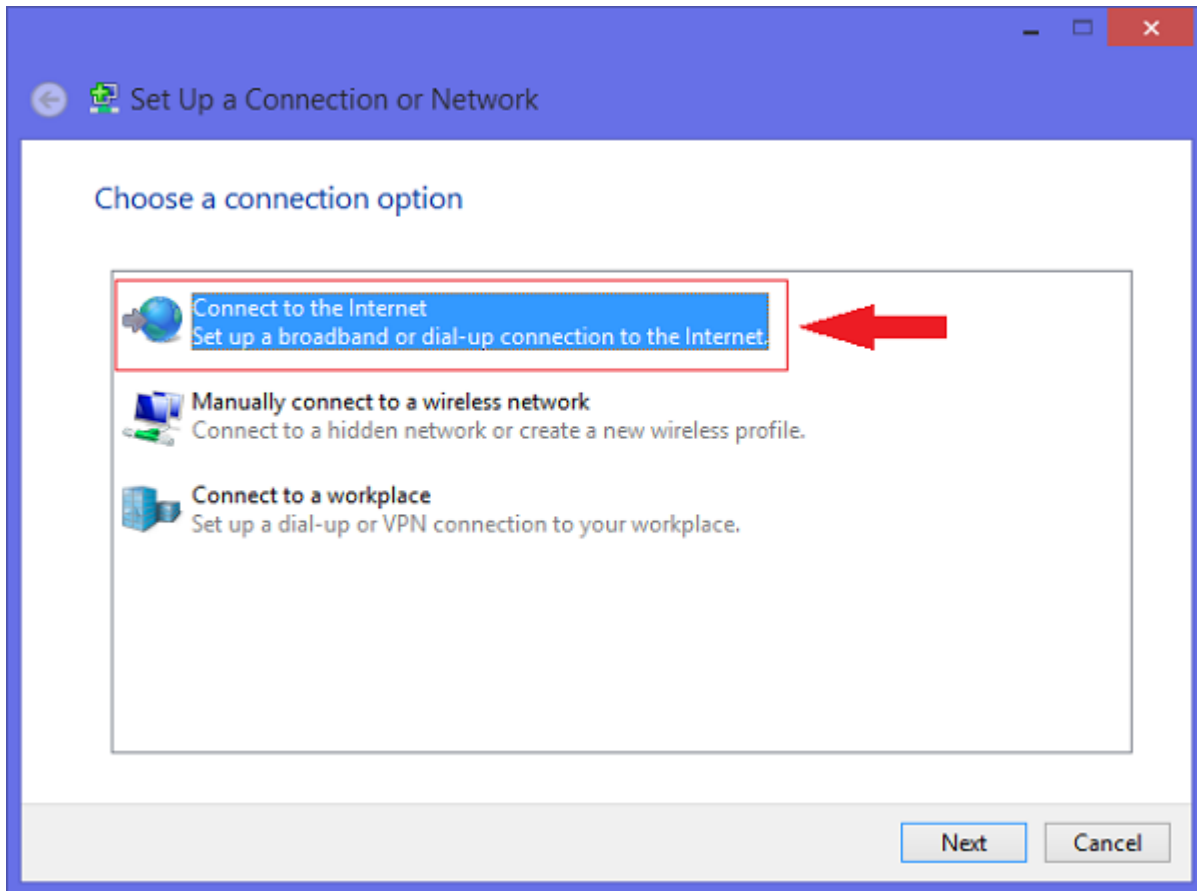 Set Up a Connection or Network
Choose a connection option
Connect to the Internet
Set up a broadband or dial-up connection to the Internet.
Manually connect to a wireless network
Connect to a hidden network or create a new wireless profile.
Connect to a workplace
Set up a dial-up or VPN connection to your workplace.
Next
Cancel